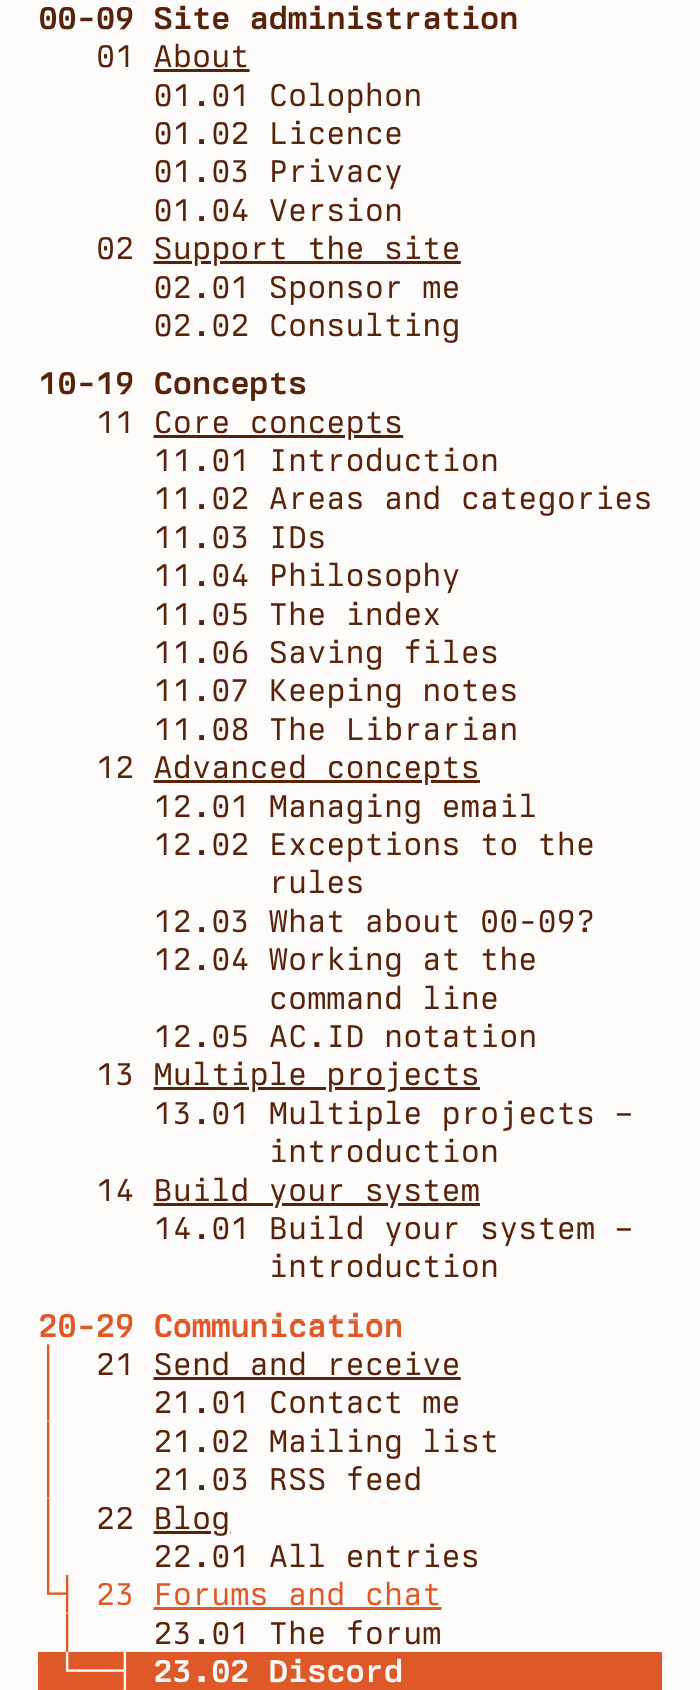 00-09 Site administration
01 About
01.01 Colophon
01.02 Licence
01.03 Privacy
01.04 Version
02 Support the site
02.01 Sponsor me
02.02 Consulting
10-19 Concepts
11 Core concepts
11.01 Introduction
11.02 Areas and categories
11.03 IDs
11.04 Philosophy
11.05 The index
11.06 Saving files
11.07 Keeping notes
11.08 The Librarian
12 Advanced concepts
12.01 Managing email
12.02 Exceptions to the
rules
12.03 What about 00-09?
12.04 Working at the
command line
12.05 AC.ID notation
13 Multiple projects
13.01 Multiple projects –
introduction
14 Build your system
14.01 Build your system –
introduction
20-29 Communication
21 Send and receive
21.01 Contact me
21.02 Mailing list
21.03 RSS feed
22 Blog
22.01 All entries
23 Forums and chat
23.01 The forum
23.02 Discord